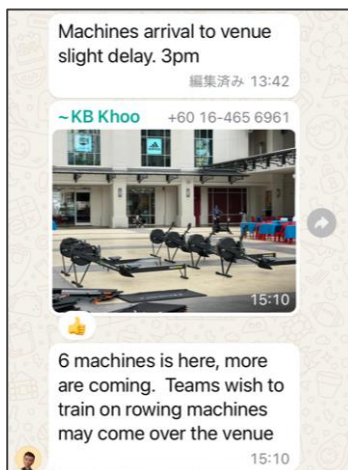 Machines arrival to venue
slight delay. 3pm
編集済み 13:42
~KB Khoo +60 16-465 6961
adidas
15:10
6 machines is here, more
are coming. Teams wish to
train on rowing machines
may come over the venue
15:10